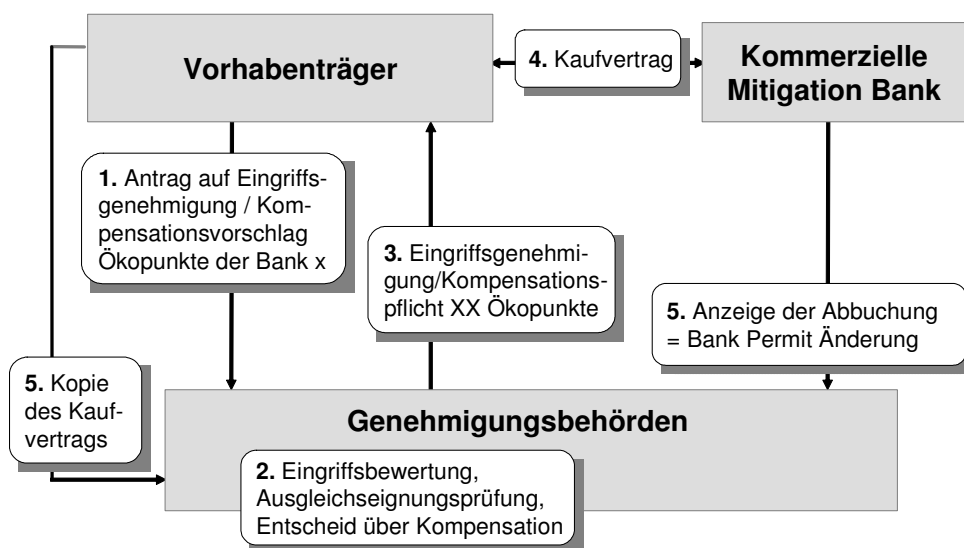 Vorhabenträger
4. Kaufvertrag
Kommerzielle
Mitigation Bank
1. Antrag auf Eingriffs-
genehmigung / Kom-
pensationsvorschlag
Ökopunkte der Bank x
3. Eingriffsgenehmi-
gung/Kompensations-
pflicht XX Ökopunkte
5. Anzeige der Abbuchung
= Bank Permit Änderung
5. Kopie
des Kauf-
vertrags
Genehmigungsbehörden
2. Eingriffsbewertung,
Ausgleichseignungsprüfung,
Entscheid über Kompensation